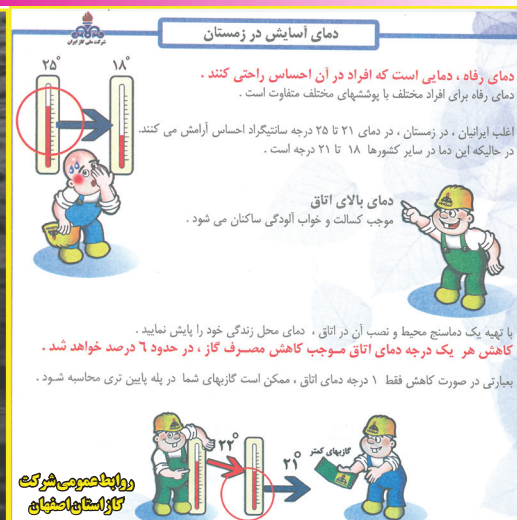 دمای آسایش در زمستان
شرکت ملی گاز ایران
۲۵°
۱۸°
دمای رفاه ، دمایی است که افراد در آن احساس راحتی کنند .
دمای رفاه برای افراد مختلف با پوششهای مختلف متفاوت است .
اغلب ایرانیان ، در زمستان ، در دمای ۲۱ تا ۲۵ درجه سانتیگراد احساس آرامش می کنند.
در حالیکه این دما در سایر کشورها ۱۸ تا ۲۱ درجه است .
دمای بالای اتاق
موجب کسالت و خواب آلودگی ساکنان می شود .
با تهیه یک دماسنج محیط و نصب آن در اتاق ، دمای محل زندگی خود را پایش نمایید .
کاهش هر یک درجه دمای اتاق موجب کاهش مصرف گاز ، در حدود ٦ درصد خواهد شد .
بعبارتی در صورت کاهش فقط ۱ درجه دمای اتاق ، ممکن است گازبهای شما در پله پایین تری محاسبه شود .
۲۲°
۲۱°
گازبهای کمتر
روابط عمومی شرکت
گاز استان اصفهان